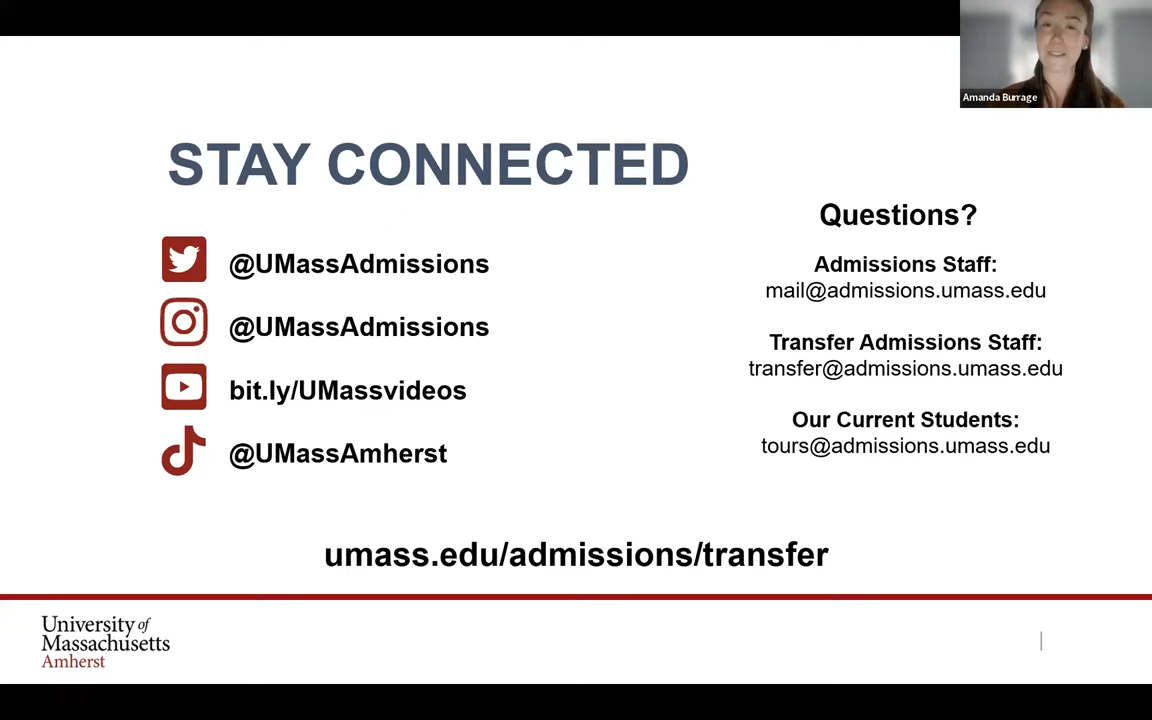 Amanda Burrage
STAY CONNECTED
@UMassAdmissions
@UMassAdmissions
bit.ly/UMassvideos
@UMassAmherst
Questions?
Admissions Staff:
mail@admissions.umass.edu
Transfer Admissions Staff:
transfer@admissions.umass.edu
Our Current Students:
tours@admissions.umass.edu
umass.edu/admissions/transfer
University of
Massachusetts
Amherst